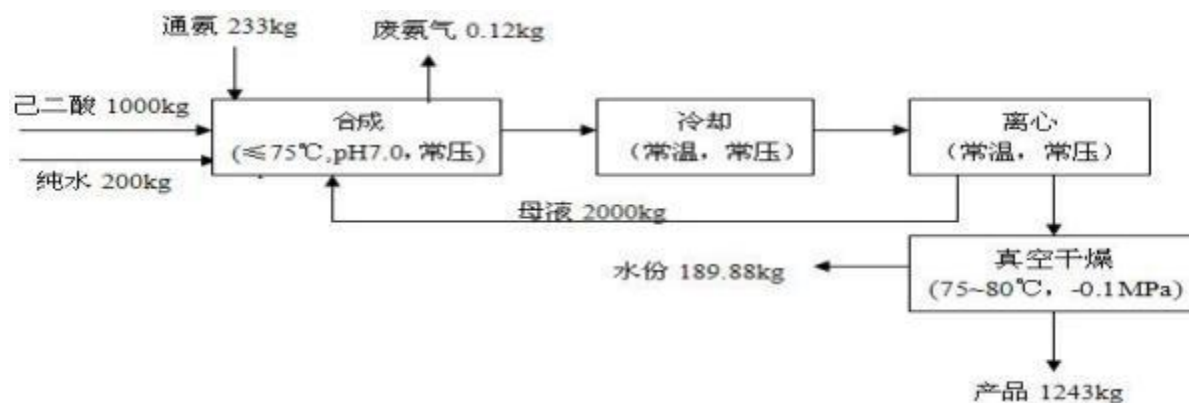 通氨 233kg
废氨气 0.12kg
己二酸 1000kg
纯水 200kg
合成
(≤75℃,pH7.0，常压)
冷却
（常温，常压）
离心
（常温，常压）
母液 2000kg
水份 189.88kg
真空干燥
(75~80℃，-0.1MPa)
产品 1243kg